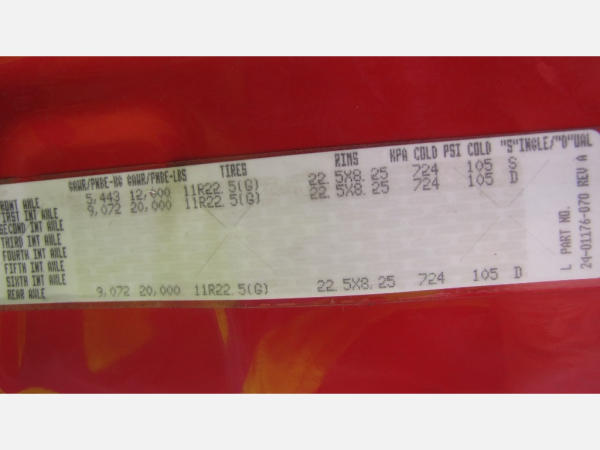 GAWR/PNBE-KG GAWR/PNBE-LBS TIRES RIMS KPA COLD PSI COLD "S"INGLE/"D"UAL
FRONT AXLE 5,443 12,000 11R22.5(G) 22.5X8.25 724 105 S
FIRST INT AXLE 9,072 20,000 11R22.5(G) 22.5X8.25 724 105 D
SECOND INT AXLE
THIRD INT AXLE
FOURTH INT AXLE
FIFTH INT AXLE
SIXTH INT AXLE
REAR AXLE 9,072 20,000 11R22.5(G) 22.5X8.25 724 105 D
L PART NO.
24-01176-070 REV A